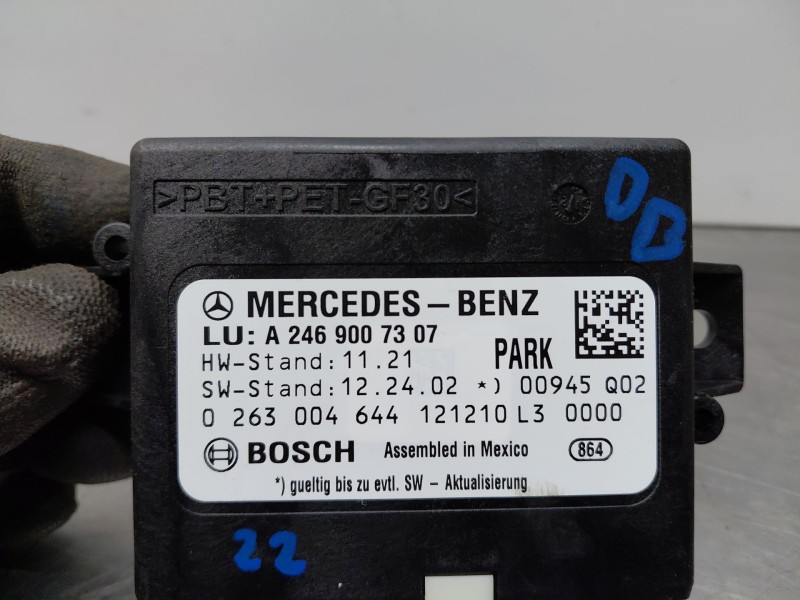 >PBT+PET-GF30<
DB
MERCEDES-BENZ
LU: A 246 900 73 07
HW-Stand: 11.21 PARK
SW-Stand: 12.24.02 *) 00945 Q02
0 263 004 644 121210 L3 0000
BOSCH Assembled in Mexico 864
*) gueltig bis zu evtl. SW - Aktualisierung
22